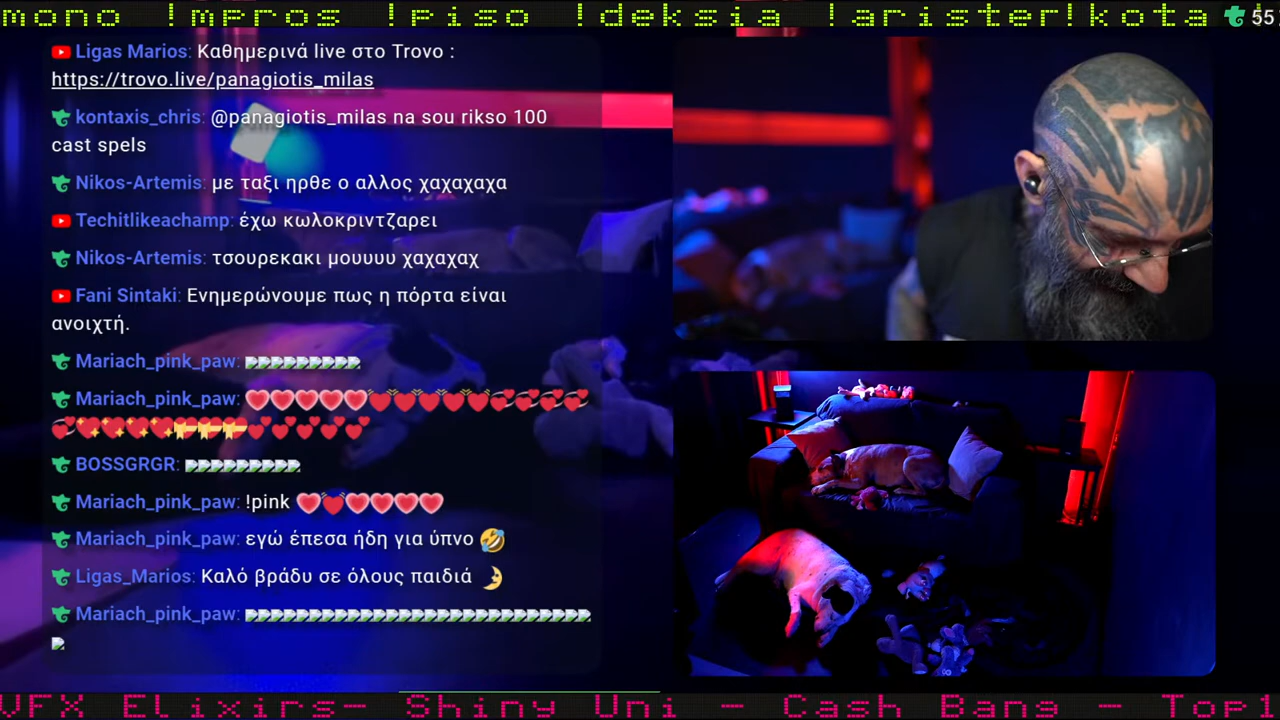 mono !mpros !piso !deksia !arister!kota 55
Ligas Marios: Καθημερινά live στο Trovo :
https://trovo.live/panagiotis_milas
kontaxis_chris: @panagiotis_milas na sou rikso 100
cast spels
Nikos-Artemis: με ταξι ηρθε ο αλλος χαχαχαχα
Techitlikeachamp: έχω κωλοκριντζαρει
Nikos-Artemis: τσουρεκακι μουυυυ χαχαχαχ
Fani Sintaki: Ενημερώνουμε πως η πόρτα είναι
ανοιχτή.
Mariach_pink_paw:
Mariach_pink_paw:
BOSSGRGR:
Mariach_pink_paw: !pink
Mariach_pink_paw: εγώ έπεσα ήδη για ύπνο 🤣
Ligas_Marios: Καλό βράδυ σε όλους παιδιά 🌛
Mariach_pink_paw:
VFX Elixirs- Shiny Uni - Cash Bang - Top1